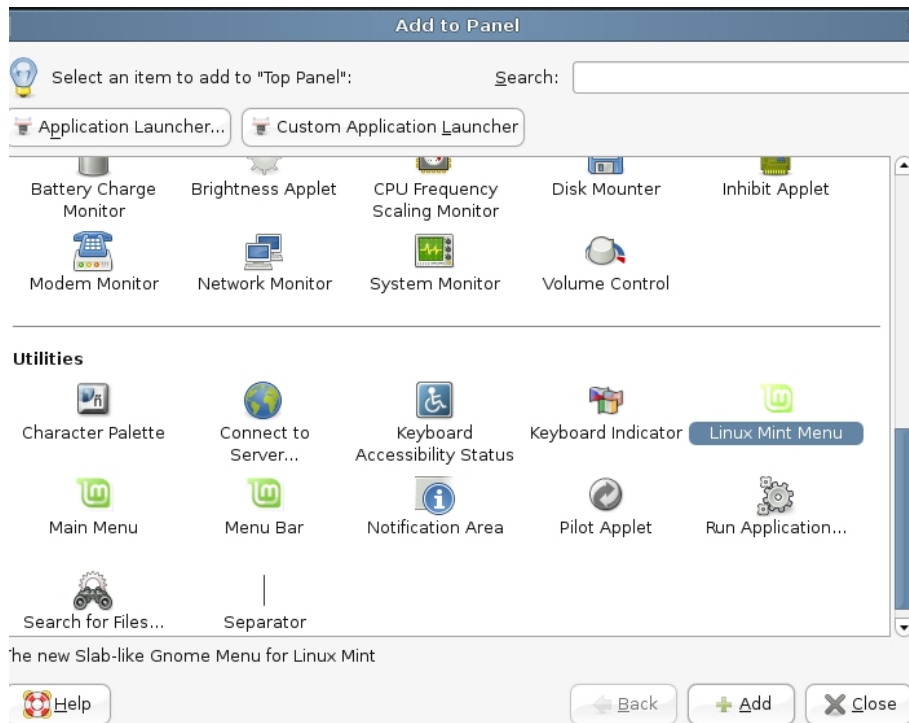 Add to Panel
Select an item to add to "Top Panel":
Search:
Application Launcher...
Custom Application Launcher
Battery Charge Monitor
Brightness Applet
CPU Frequency Scaling Monitor
Disk Mounter
Inhibit Applet
Modem Monitor
Network Monitor
System Monitor
Volume Control
Utilities
Character Palette
Connect to Server...
Keyboard Accessibility Status
Keyboard Indicator
Linux Mint Menu
Main Menu
Menu Bar
Notification Area
Pilot Applet
Run Application...
Search for Files...
Separator
The new Slab-like Gnome Menu for Linux Mint
Help
Back
Add
Close